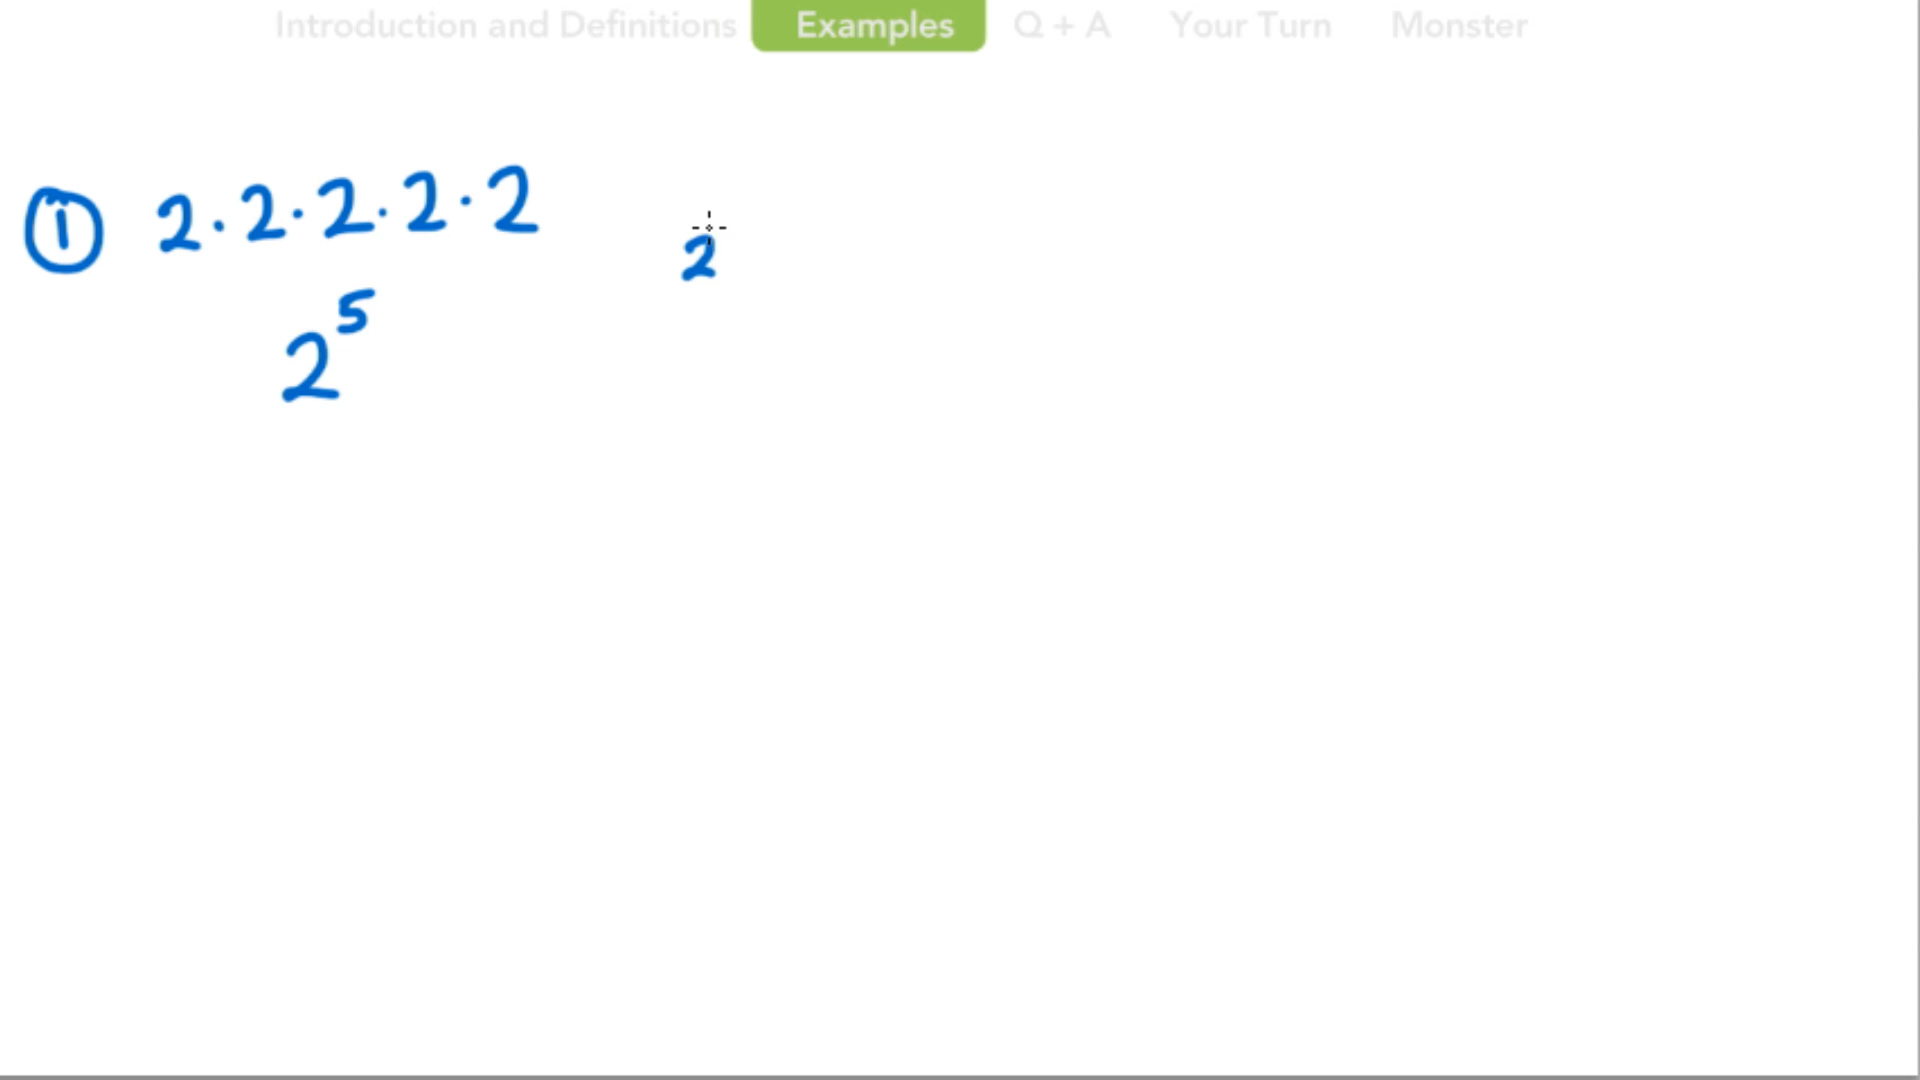 Introduction and Definitions Examples Q + A Your Turn Monster
① 2·2·2·2·2
2
2⁵